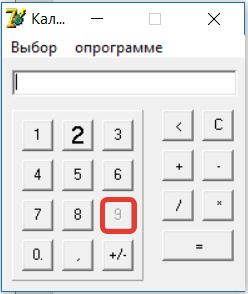 Кал...
Выбор опрограмме
1 2 3 < C
4 5 6 + -
7 8 9 / *
0. , +/- =